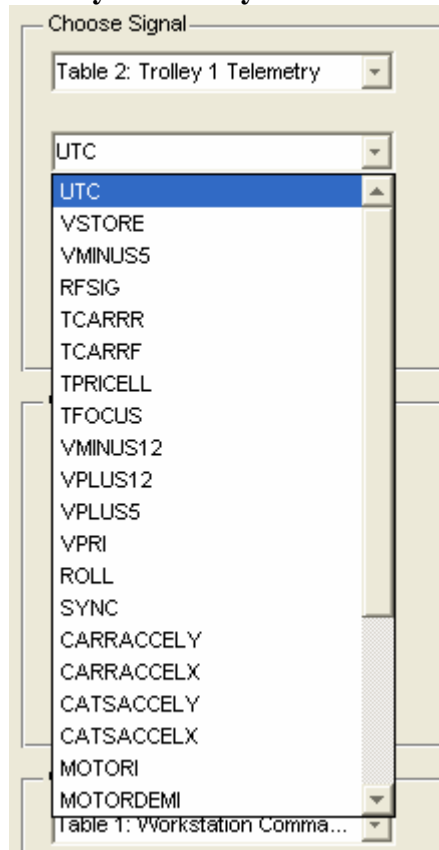 Choose Signal
Table 2: Trolley 1 Telemetry
UTC
UTC
VSTORE
VMINUS5
RFSIG
TCARRR
TCARRF
TPRICELL
TFOCUS
VMINUS12
VPLUS12
VPLUS5
VPRI
ROLL
SYNC
CARRACCELY
CARRACCELX
CATSACCELY
CATSACCELX
MOTORI
MOTORDEMI
Table 1: Workstation Comma...